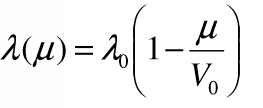 λ(μ) = λ₀(1 − μ/V₀)